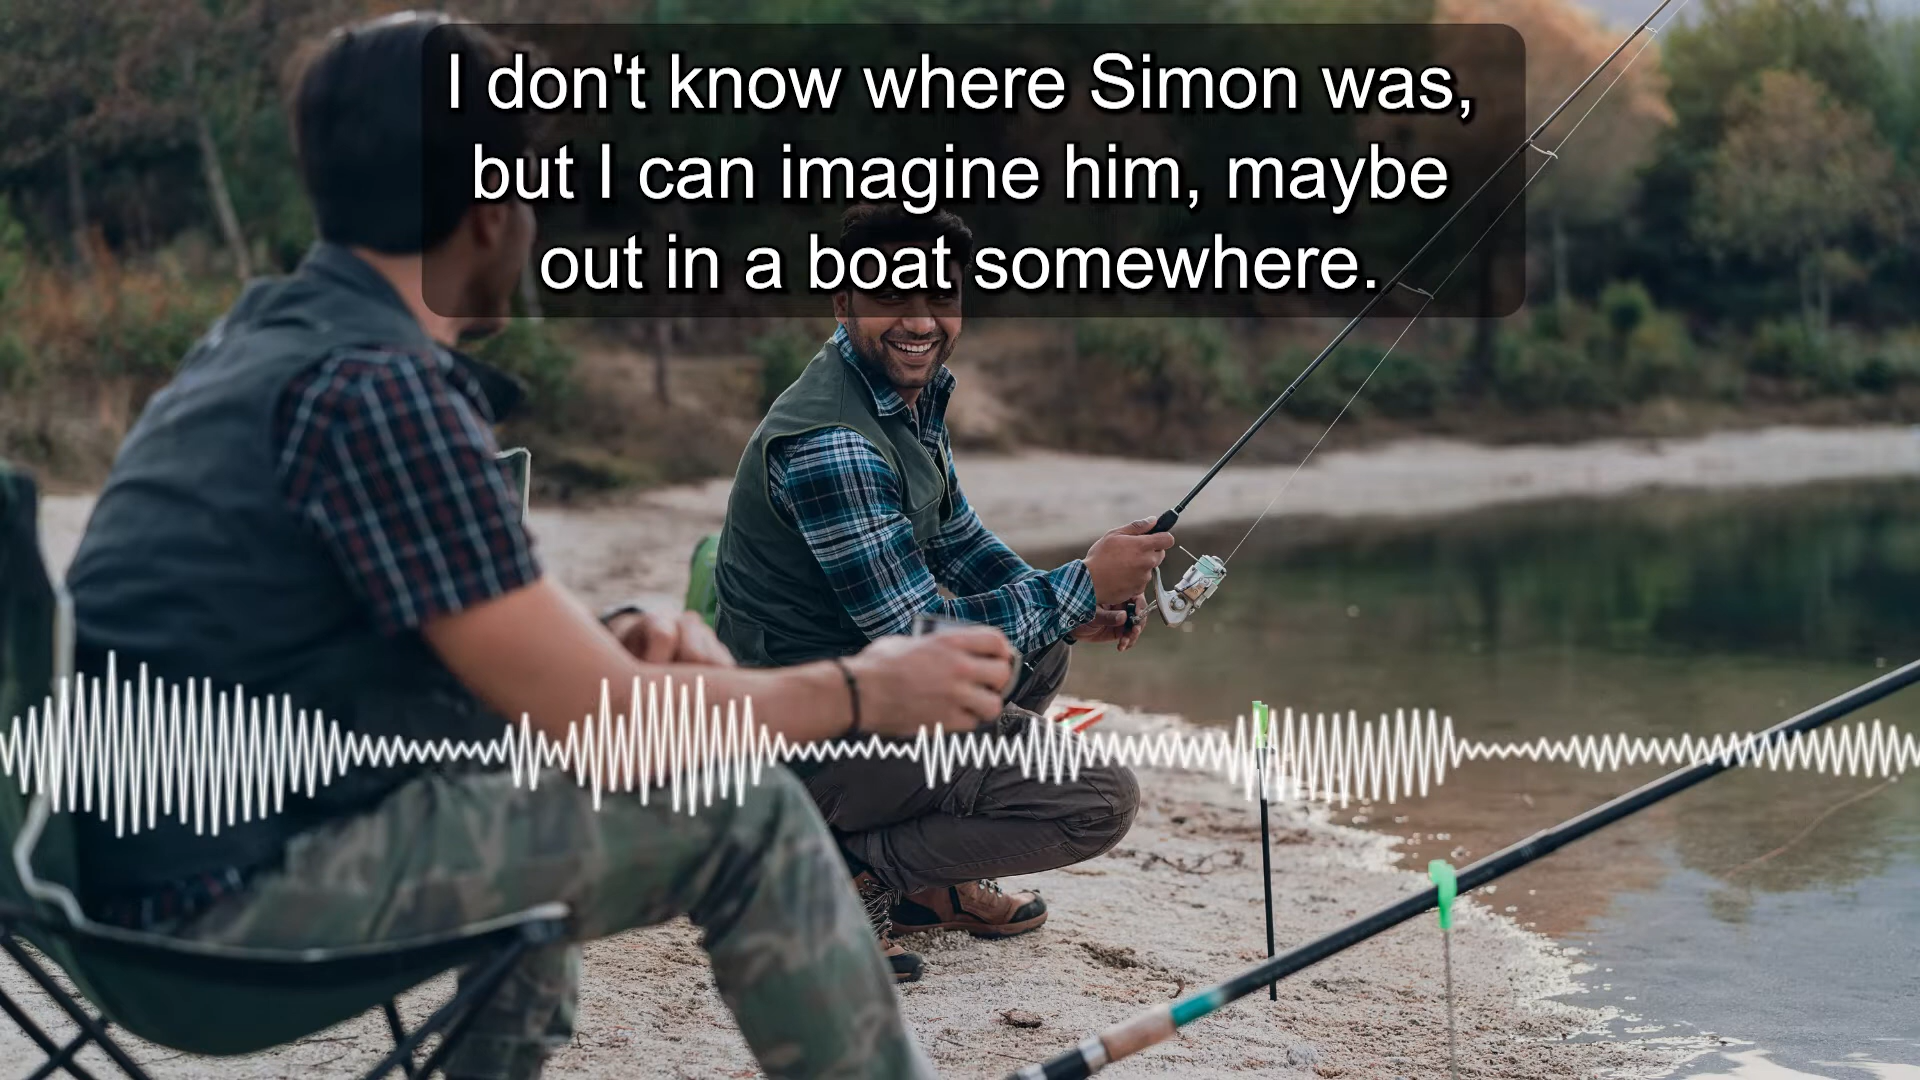 I don't know where Simon was,
but I can imagine him, maybe
out in a boat somewhere.